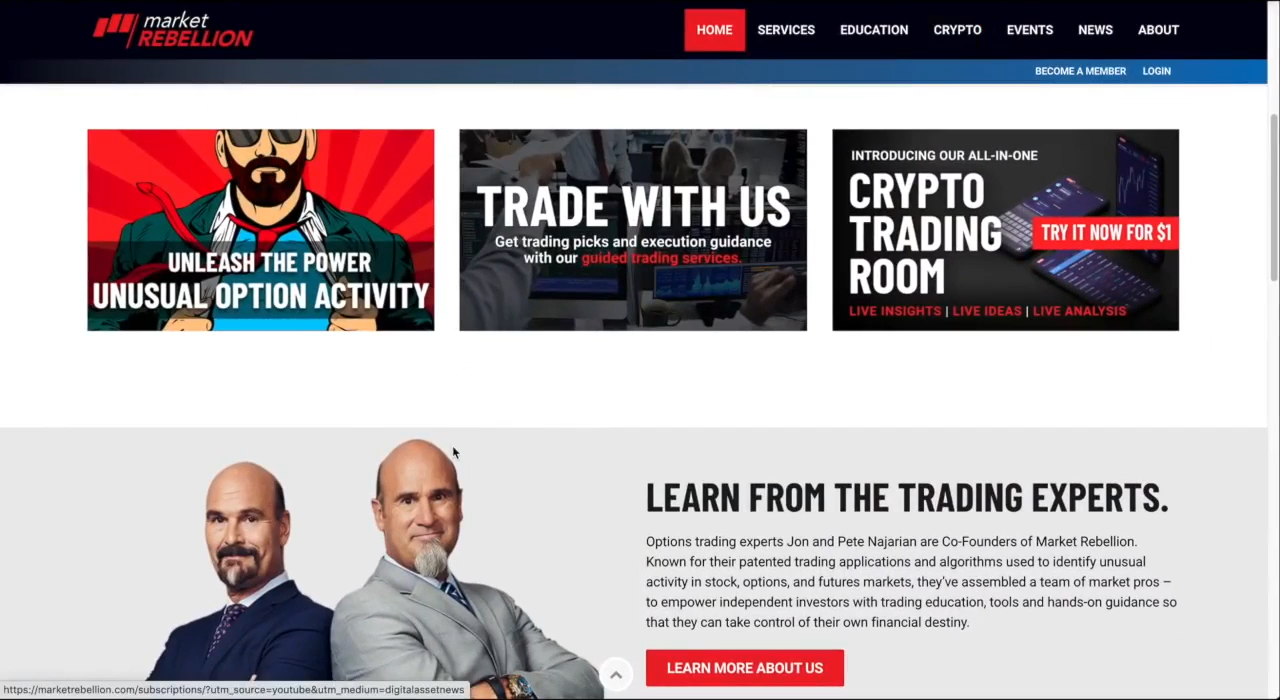 market
REBELLION
HOME
SERVICES
EDUCATION
CRYPTO
EVENTS
NEWS
ABOUT
BECOME A MEMBER
LOGIN
UNLEASH THE POWER
UNUSUAL OPTION ACTIVITY
TRADE WITH US
Get trading picks and execution guidance
with our guided trading services.
INTRODUCING OUR ALL-IN-ONE
CRYPTO
TRADING
ROOM
TRY IT NOW FOR $1
LIVE INSIGHTS | LIVE IDEAS | LIVE ANALYSIS
LEARN FROM THE TRADING EXPERTS.
Options trading experts Jon and Pete Najarian are Co-Founders of Market Rebellion.
Known for their patented trading applications and algorithms used to identify unusual
activity in stock, options, and futures markets, they’ve assembled a team of market pros –
to empower independent investors with trading education, tools and hands-on guidance so
that they can take control of their own financial destiny.
LEARN MORE ABOUT US
https://marketrebellion.com/subscriptions/?utm_source=youtube&utm_medium=digitalassetnews